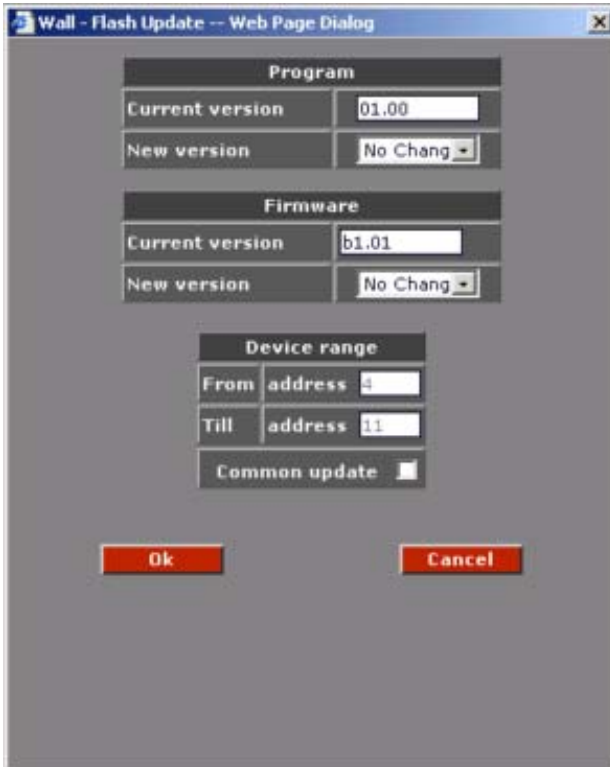 Wall - Flash Update -- Web Page Dialog
Program
Current version 01.00
New version No Chang
Firmware
Current version b1.01
New version No Chang
Device range
From address 4
Till address 11
Common update
Ok Cancel